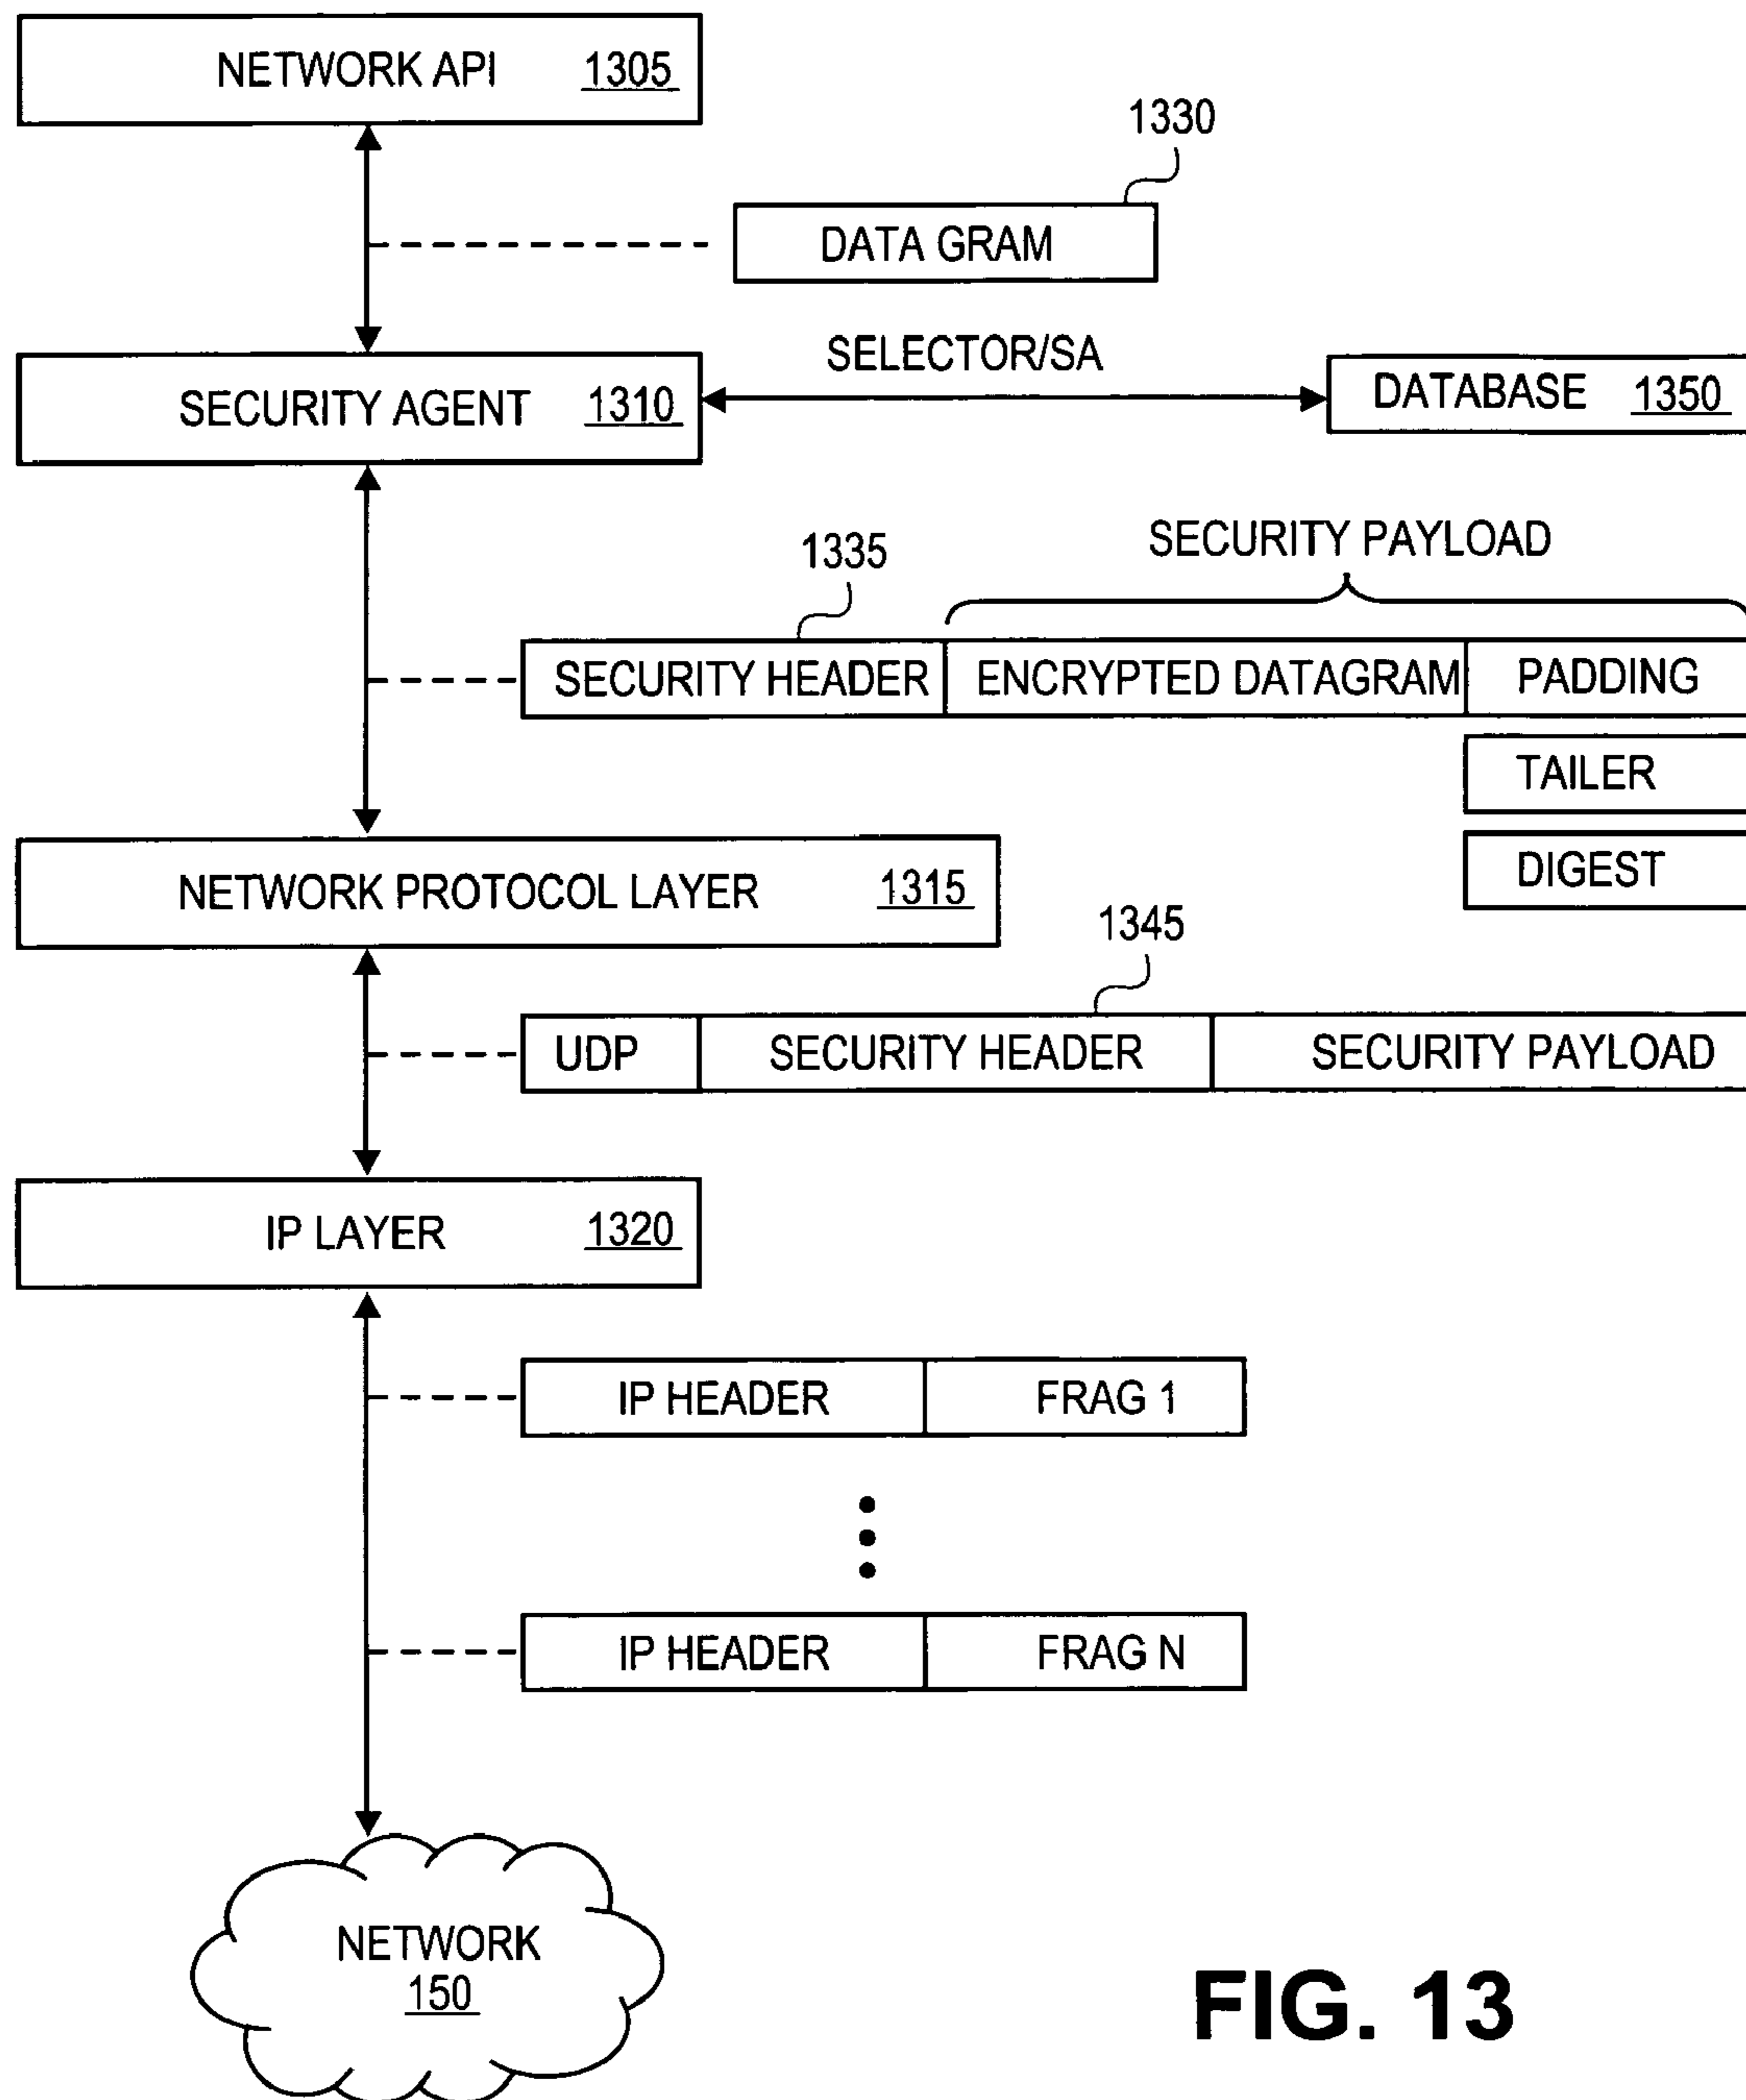 NETWORK API 1305
1330
DATA GRAM
SELECTOR/SA
SECURITY AGENT 1310
DATABASE 1350
SECURITY PAYLOAD
1335
SECURITY HEADER ENCRYPTED DATAGRAM PADDING
TAILER
DIGEST
NETWORK PROTOCOL LAYER 1315
1345
UDP SECURITY HEADER SECURITY PAYLOAD
IP LAYER 1320
IP HEADER FRAG 1
IP HEADER FRAG N
NETWORK
150
FIG. 13